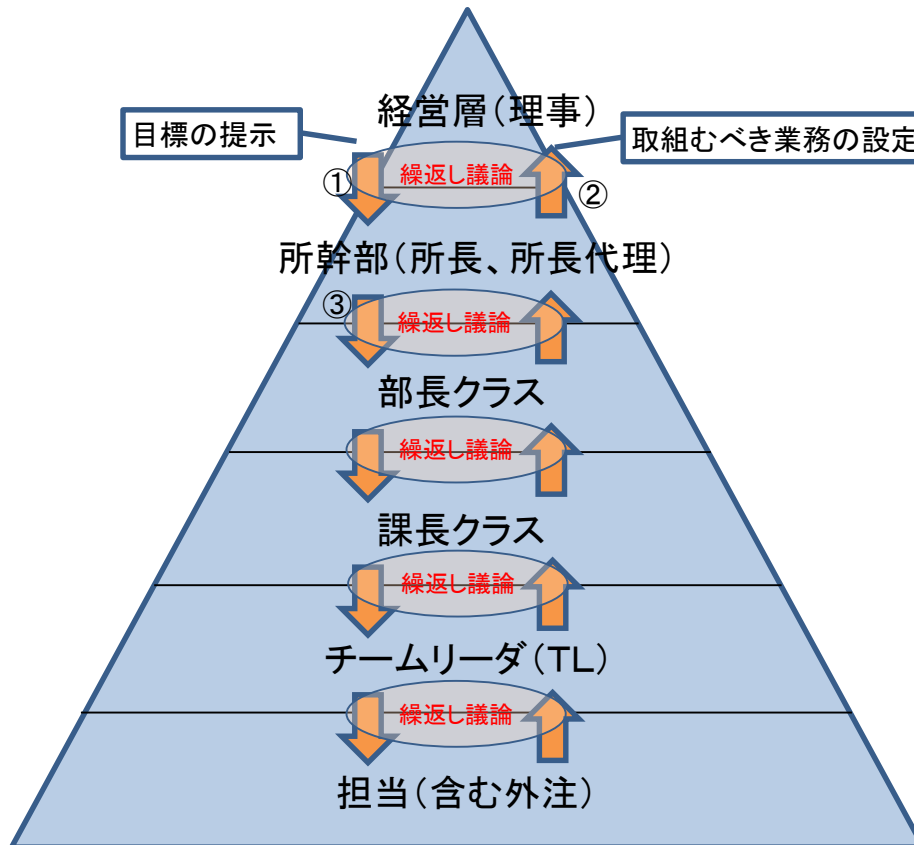 経営層（理事）
目標の提示
取組むべき業務の設定
①
繰返し議論
②
所幹部（所長、所長代理）
③
繰返し議論
部長クラス
繰返し議論
課長クラス
繰返し議論
チームリーダ（TL）
繰返し議論
担当（含む外注）